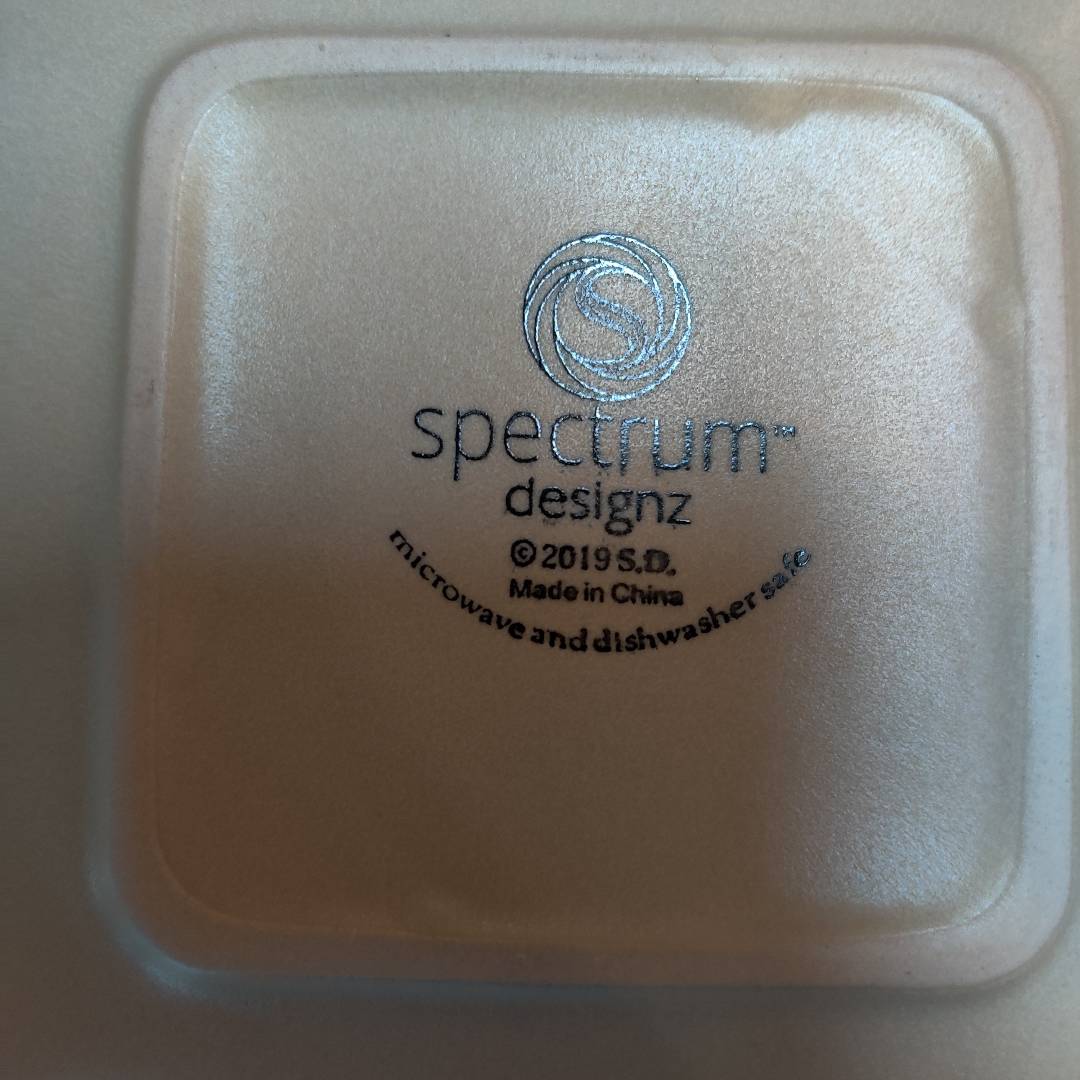 S
spectrum™
designz
©2019 S.D.
Made in China
microwave and dishwasher safe